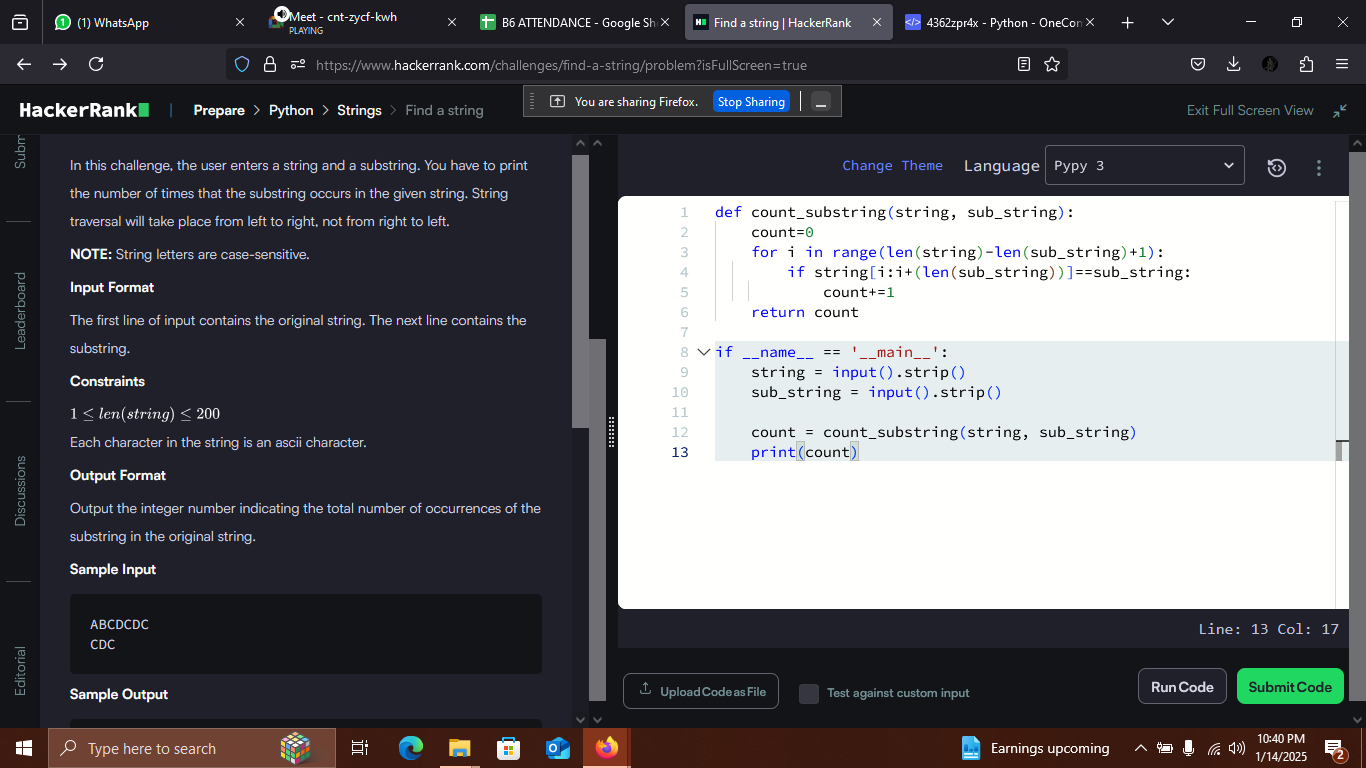 (1) WhatsApp
Meet - cnt-zycf-kwh
PLAYING
B6 ATTENDANCE - Google Sh
Find a string | HackerRank
4362zpr4x - Python - OneCon
https://www.hackerrank.com/challenges/find-a-string/problem?isFullScreen=true
HackerRank
Prepare > Python > Strings > Find a string
You are sharing Firefox. Stop Sharing
Exit Full Screen View
Subm
Leaderboard
Discussions
Editorial
In this challenge, the user enters a string and a substring. You have to print
the number of times that the substring occurs in the given string. String
traversal will take place from left to right, not from right to left.
NOTE: String letters are case-sensitive.
Input Format
The first line of input contains the original string. The next line contains the
substring.
Constraints
1 ≤ len(string) ≤ 200
Each character in the string is an ascii character.
Output Format
Output the integer number indicating the total number of occurrences of the
substring in the original string.
Sample Input
ABCDCDC
CDC
Sample Output
Change Theme Language Pypy 3
1 def count_substring(string, sub_string):
2     count=0
3     for i in range(len(string)-len(sub_string)+1):
4         if string[i:i+(len(sub_string))]==sub_string:
5             count+=1
6     return count
7
8 if __name__ == '__main__':
9     string = input().strip()
10     sub_string = input().strip()
11
12     count = count_substring(string, sub_string)
13     print(count)
Line: 13 Col: 17
Upload Code as File
Test against custom input
Run Code
Submit Code
Type here to search
Earnings upcoming
10:40 PM
1/14/2025
2